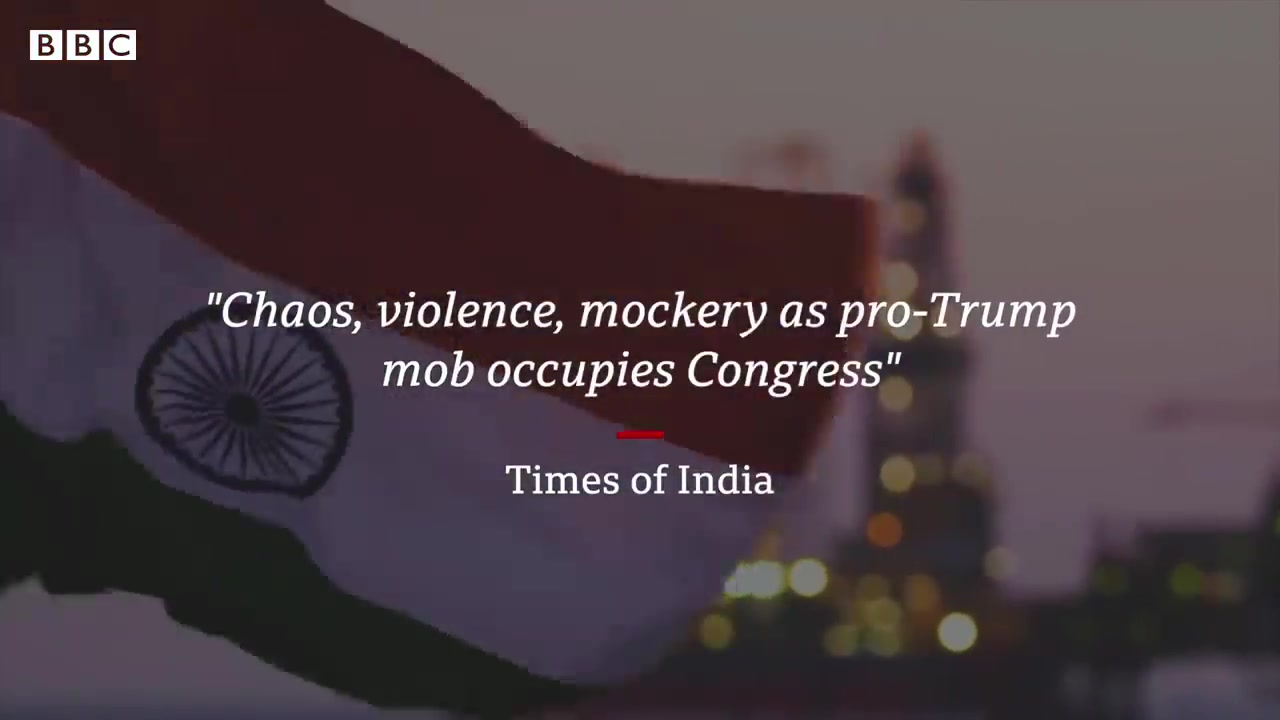 BBC
"Chaos, violence, mockery as pro-Trump
mob occupies Congress"
Times of India